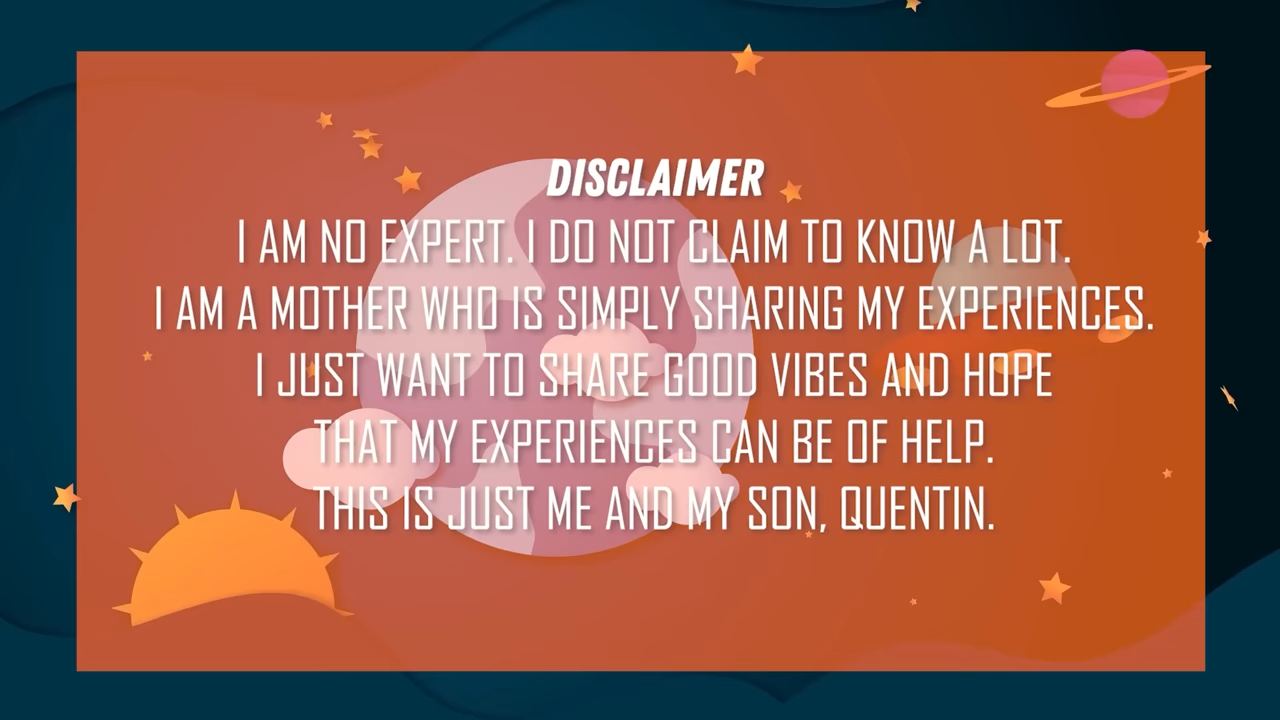 DISCLAIMER
I AM NO EXPERT. I DO NOT CLAIM TO KNOW A LOT.
I AM A MOTHER WHO IS SIMPLY SHARING MY EXPERIENCES.
I JUST WANT TO SHARE GOOD VIBES AND HOPE
THAT MY EXPERIENCES CAN BE OF HELP.
THIS IS JUST ME AND MY SON, QUENTIN.